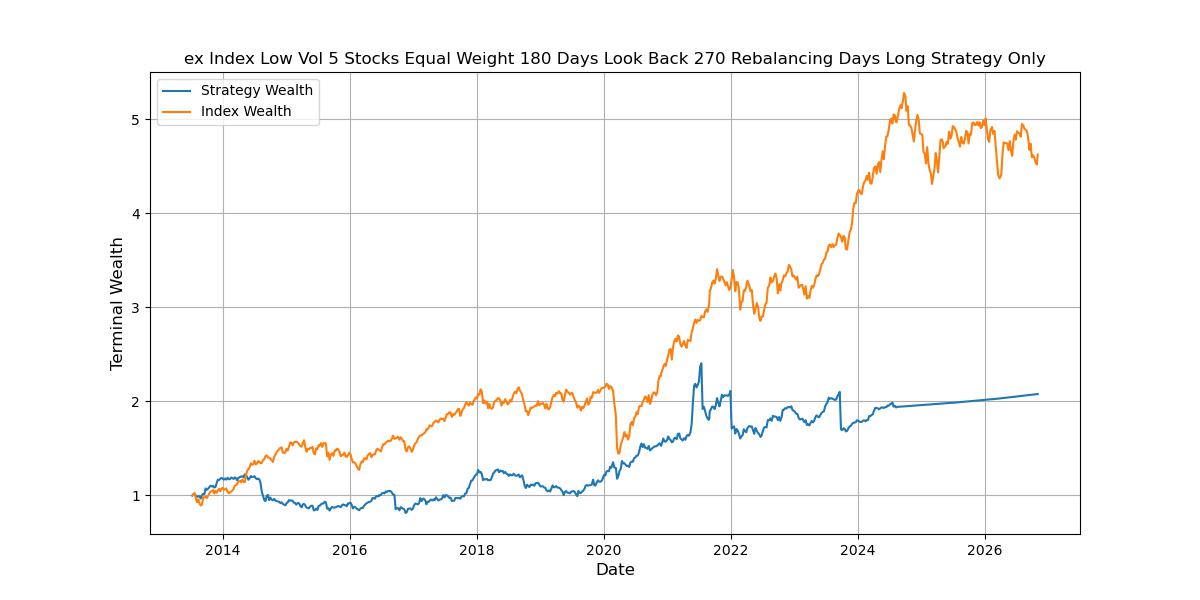 ex Index Low Vol 5 Stocks Equal Weight 180 Days Look Back 270 Rebalancing Days Long Strategy Only
Strategy Wealth
Index Wealth
Terminal Wealth
5
4
3
2
1
2014 2016 2018 2020 2022 2024 2026
Date